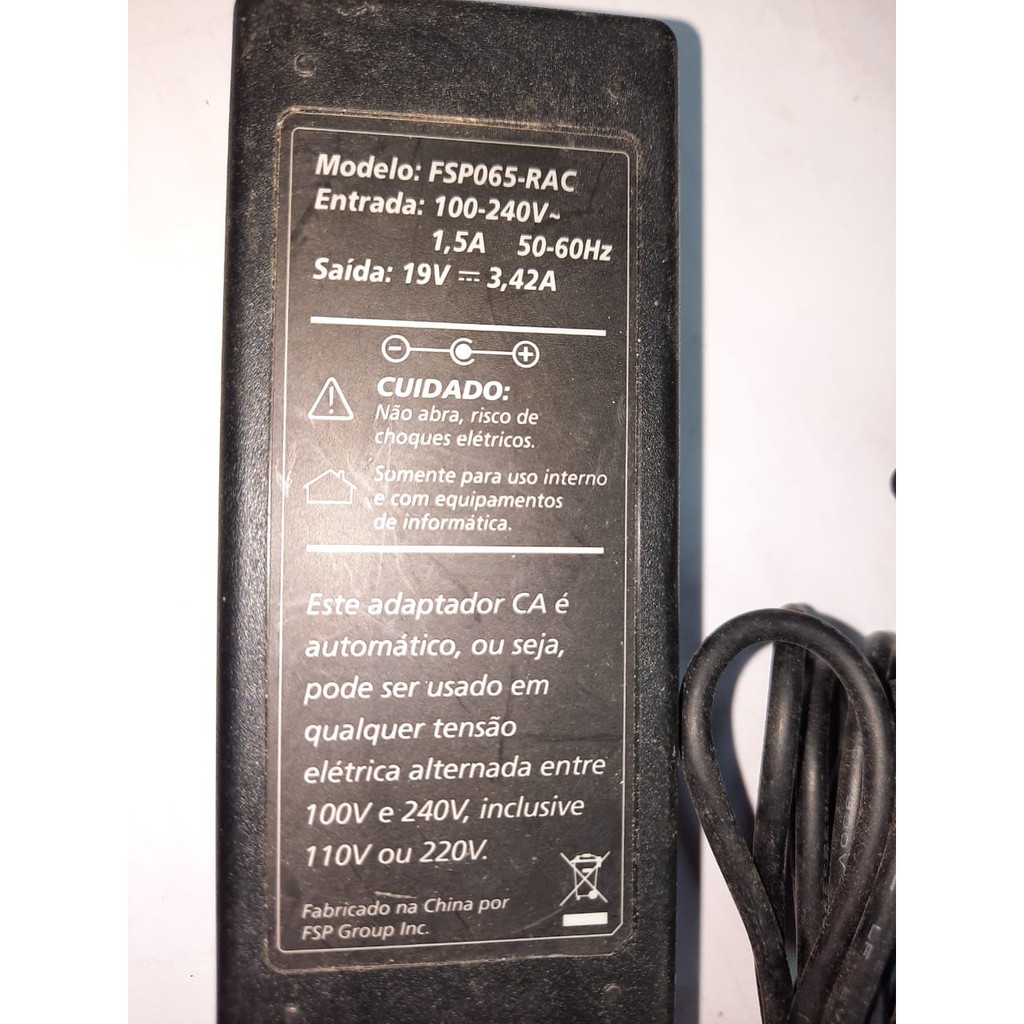 Modelo: FSP065-RAC
Entrada: 100-240V~
1,5A 50-60Hz
Saída: 19V ⎓ 3,42A
CUIDADO:
Não abra, risco de
choques elétricos.
Somente para uso interno
e com equipamentos
de informática.
Este adaptador CA é
automático, ou seja,
pode ser usado em
qualquer tensão
elétrica alternada entre
100V e 240V, inclusive
110V ou 220V.
Fabricado na China por
FSP Group Inc.
LF